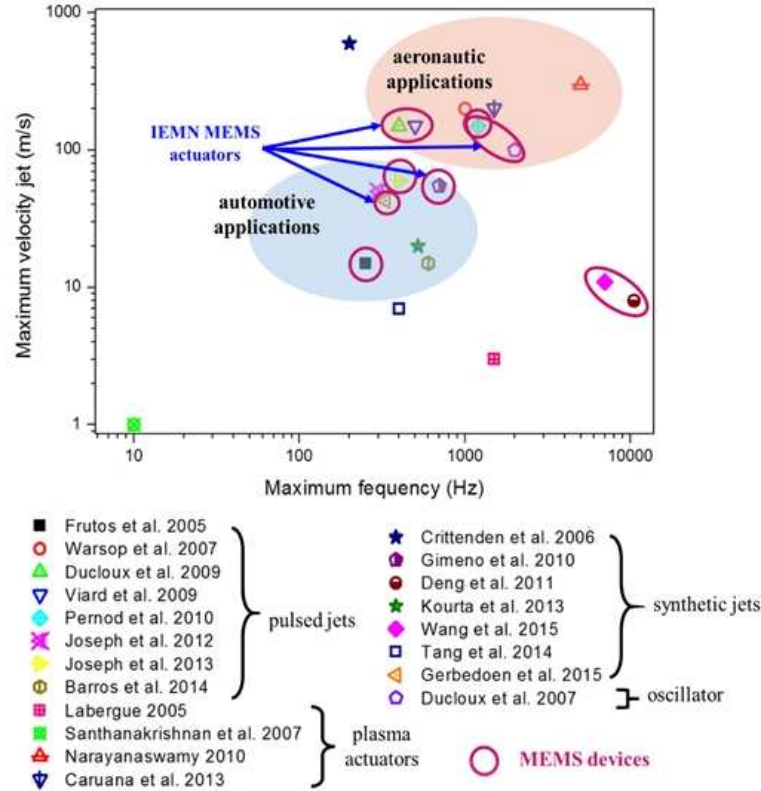 1000
aeronautic
applications
IEMN MEMS
actuators
100
automotive
applications
10
1
Maximum velocity jet (m/s)
10
100
1000
10000
Maximum fequency (Hz)
Frutos et al. 2005
Warsop et al. 2007
Ducloux et al. 2009
Viard et al. 2009
Pernod et al. 2010
Joseph et al. 2012
Joseph et al. 2013
Barros et al. 2014
pulsed jets
Labergue 2005
Santhanakrishnan et al. 2007
Narayanaswamy 2010
Caruana et al. 2013
plasma
actuators
Crittenden et al. 2006
Gimeno et al. 2010
Deng et al. 2011
Kourta et al. 2013
Wang et al. 2015
Tang et al. 2014
Gerbedoen et al. 2015
synthetic jets
Ducloux et al. 2007
oscillator
MEMS devices